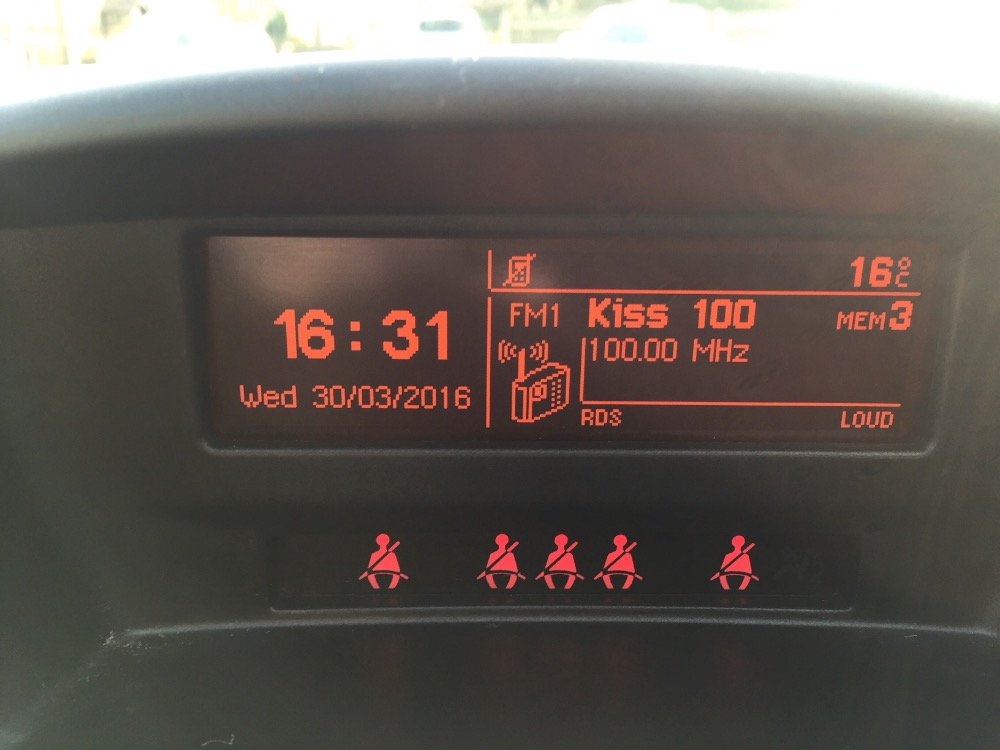 16°C
16:31
Wed 30/03/2016
FM1 Kiss 100 MEM3
100.00 MHz
RDS LOUD